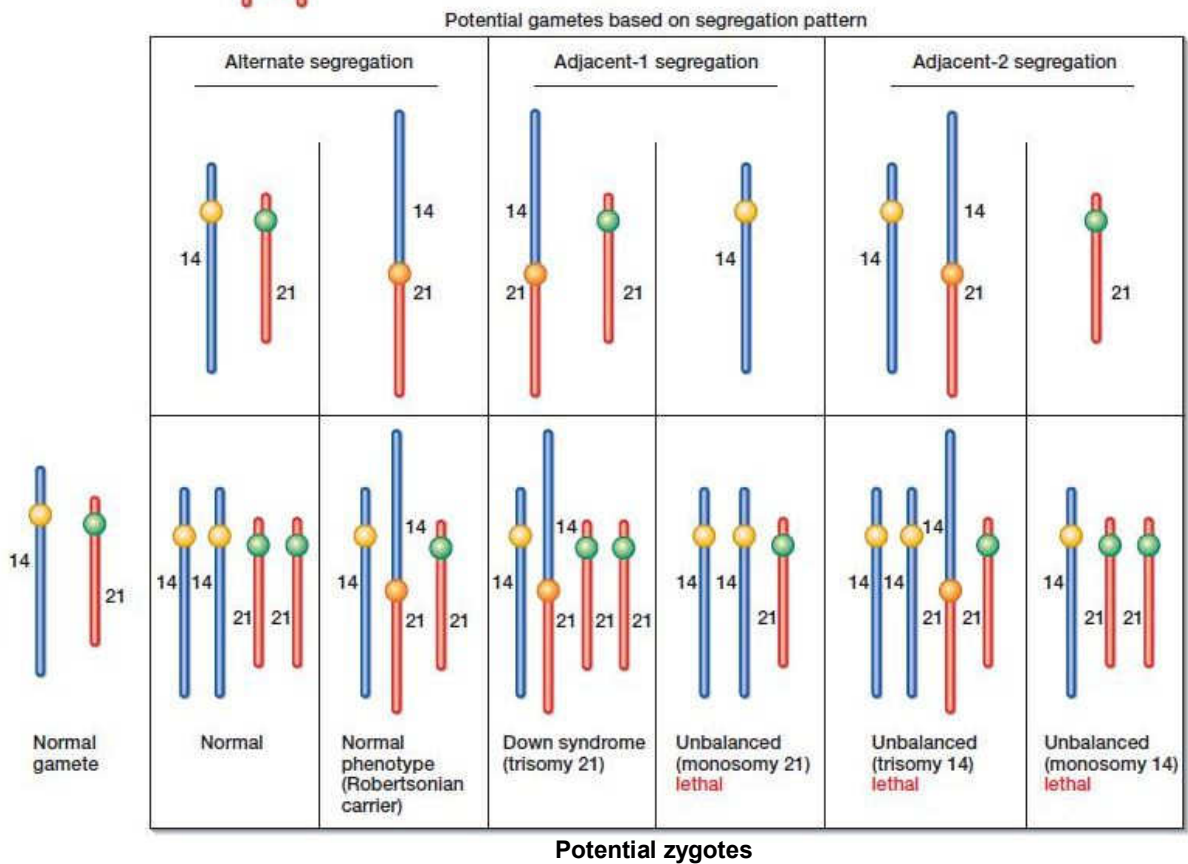 Potential gametes based on segregation pattern
Alternate segregation
Adjacent-1 segregation
Adjacent-2 segregation
14
21
14
21
14
21
21
14
14
14
21
21
14
21
14 14
21 21
14
14
21 21
14
14
21 21 21
14 14
21
14 14
14
21 21
14
21 21
Normal
gamete
Normal
Normal
phenotype
(Robertsonian
carrier)
Down syndrome
(trisomy 21)
Unbalanced
(monosomy 21)
lethal
Unbalanced
(trisomy 14)
lethal
Unbalanced
(monosomy 14)
lethal
Potential zygotes